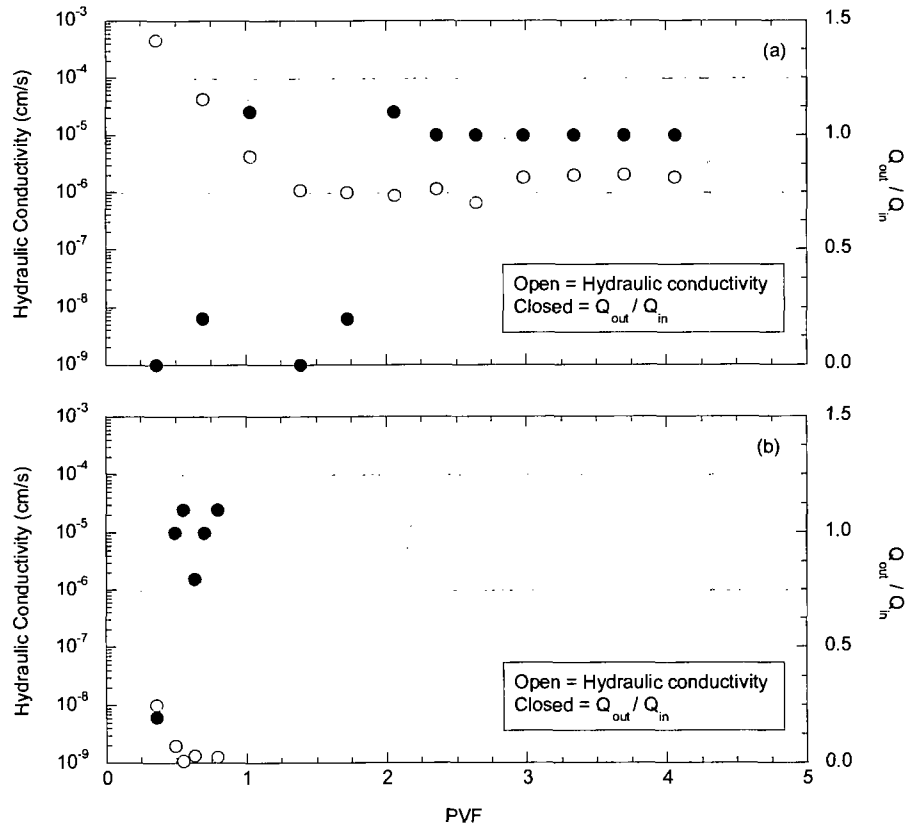 (a)
Hydraulic Conductivity (cm/s)
10⁻³
10⁻⁴
10⁻⁵
10⁻⁶
10⁻⁷
10⁻⁸
10⁻⁹
1.5
1.0
0.5
0.0
Q_out / Q_in
Open = Hydraulic conductivity
Closed = Q_out / Q_in
(b)
Hydraulic Conductivity (cm/s)
10⁻³
10⁻⁴
10⁻⁵
10⁻⁶
10⁻⁷
10⁻⁸
10⁻⁹
1.5
1.0
0.5
0.0
Q_out / Q_in
Open = Hydraulic conductivity
Closed = Q_out / Q_in
0 1 2 3 4 5
PVF